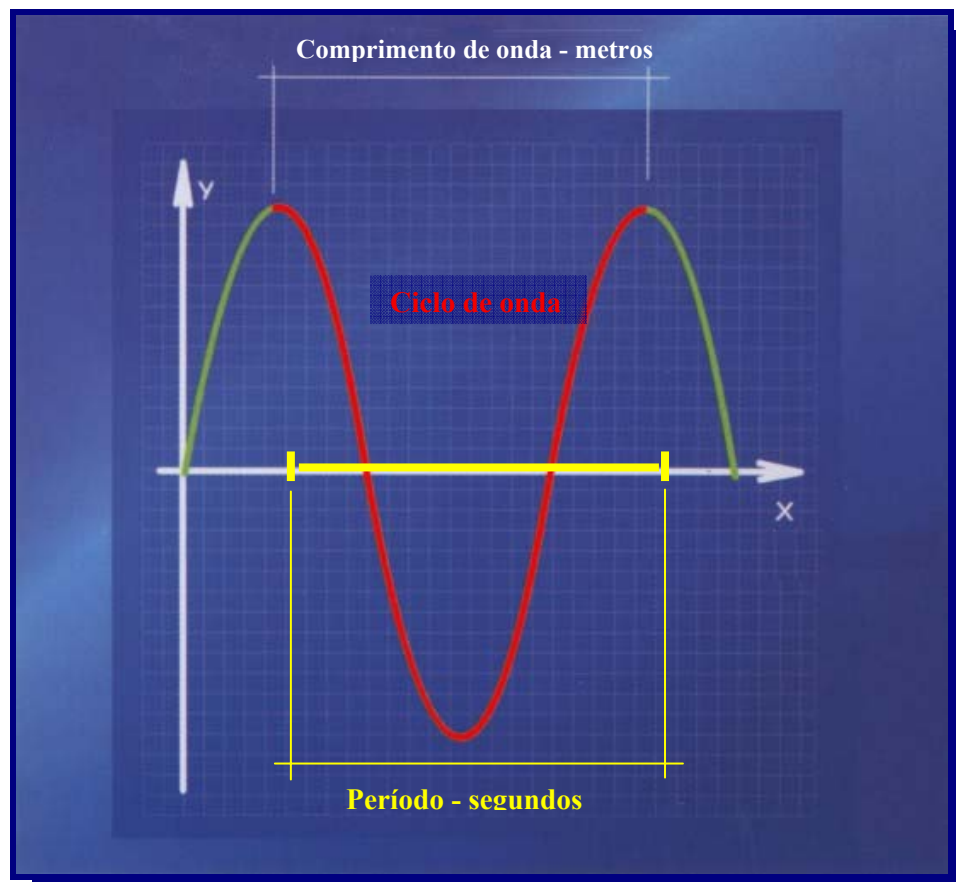 Comprimento de onda - metros
y
Ciclo de onda
x
Período - segundos